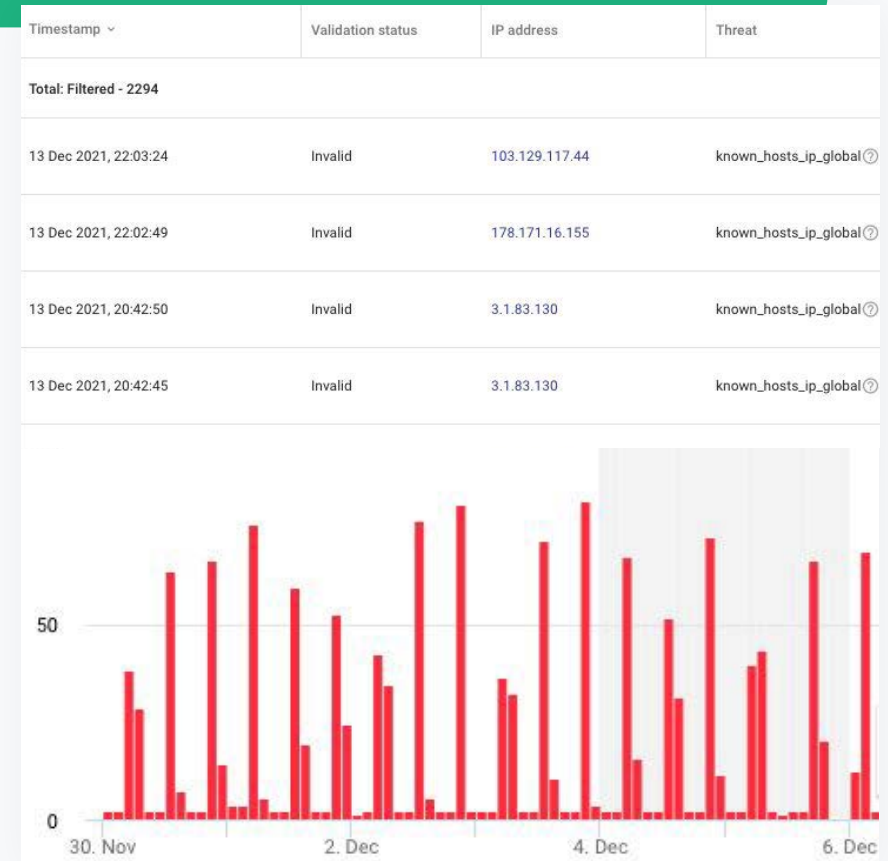 Timestamp Validation status IP address Threat
Total: Filtered - 2294
13 Dec 2021, 22:03:24 Invalid 103.129.117.44 known_hosts_ip_global ?
13 Dec 2021, 22:02:49 Invalid 178.171.16.155 known_hosts_ip_global ?
13 Dec 2021, 20:42:50 Invalid 3.1.83.130 known_hosts_ip_global ?
13 Dec 2021, 20:42:45 Invalid 3.1.83.130 known_hosts_ip_global ?
50
0
30. Nov 2. Dec 4. Dec 6. Dec